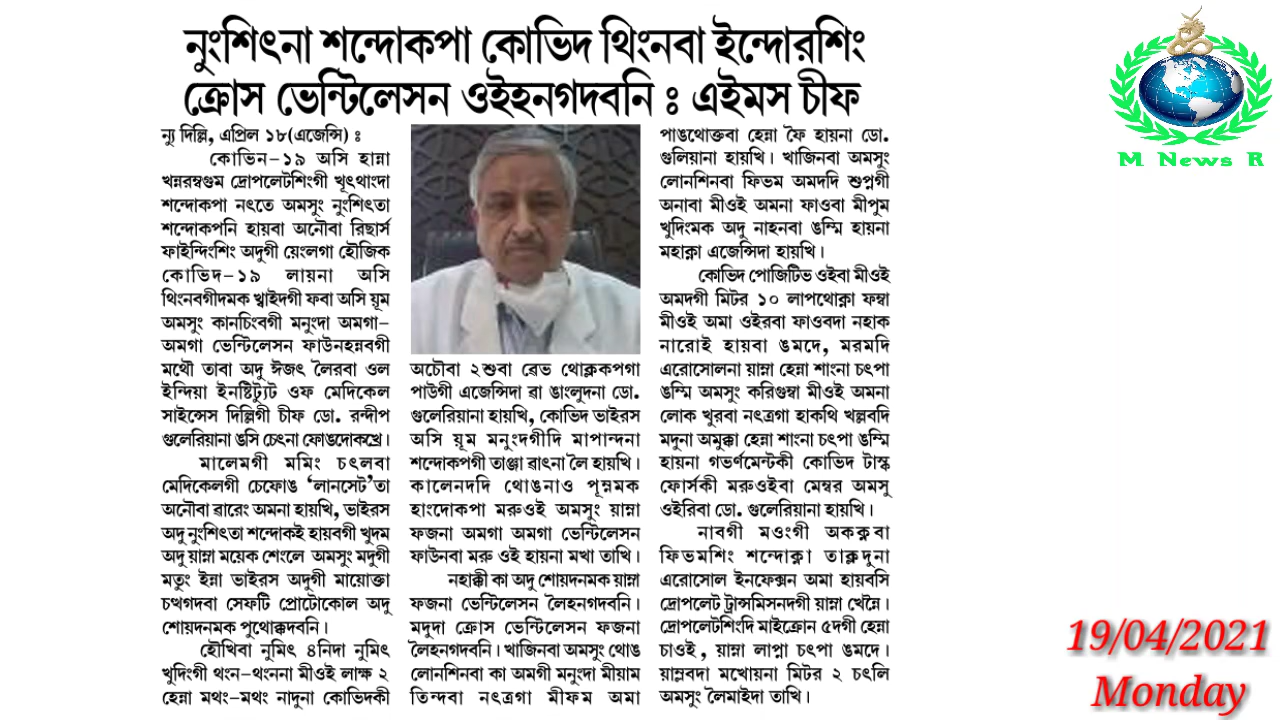 নুংশিৎনা শন্দোকপা কোভিদ থিংনবা ইন্দোরশিং
ক্রোস ভেন্টিলেসন ওইহনগদবনি ঃ এইমস চীফ
ন্যু দিল্লি, এপ্রিল ১৮(এজেন্সি) ঃ
কোভিন-১৯ অসি হান্না
খন্নরম্বগুম দ্রোপলেটশিংগী খূৎথাংদা
শন্দোকপা নৎতে অমসুং নুংশিৎতা
শন্দোকপনি হায়বা অনৌবা রিছার্স
ফাইন্দিংশিং অদুগী য়েংলগা হৌজিক
কোভিদ-১৯ লায়না অসি
থিংনবগীদমক খ্বাইদগী ফবা অসি য়ূম
অমসুং কানচিংবগী মনুংদা অমগা-
অমগা ভেন্টিলেসন ফাউনহন্নবগী
মথৌ তাবা অদু ঈজৎ লৈরবা ওল
ইন্দিয়া ইনষ্টিট্যুট ওফ মেদিকেল
সাইন্সেস দিল্লিগী চীফ ডো. রন্দীপ
গুলেরিয়ানা ঙসি চেৎনা ফোঙদোকখ্রে।
মালেমগী মমিং চৎলবা
মেদিকেলগী চেফোঙ ‘লানসেট’তা
অনৌবা ৱারেং অমনা হায়খি, ভাইরস
অদু নুংশিৎতা শন্দোকই হায়বগী খুদম
অদু য়াম্না ময়েক শেংলে অমসুং মদুগী
মতুং ইন্না ভাইরস অদুগী মায়োক্তা
চত্থগদবা সেফটি প্রোটোকোল অদু
শোয়দনমক পুথোক্কদবনি।
হৌখিবা নুমিৎ ৪নিদা নুমিৎ
খুদিংগী থংন-থংননা মীওই লাক্ষ ২
হেন্না মথং-মথং নাদুনা কোভিদকী
অচৌবা ২শুবা ৱেভ থোক্লকপগা
পাউগী এজেন্সিদা ৱা ঙাংলুদনা ডো.
গুলেরিয়ানা হায়খি, কোভিদ ভাইরস
অসি য়ূম মনুংদগীদি মাপান্দনা
শন্দোকপগী তাঞ্জা ৱাৎনা লৈ হায়খি।
কালেনদদি থোঙনাও পূম্নমক
হাংদোকপা মরুওই অমসুং য়াম্না
ফজনা অমগা অমগা ভেন্টিলেসন
ফাউনবা মরু ওই হায়না মখা তাখি।
নহাক্কী কা অদু শোয়দনমক য়াম্না
ফজনা ভেন্টিলেসন লৈহনগদবনি।
মদুদা ক্রোস ভেন্টিলেসন ফজনা
লৈহনগদবনি। খাজিনবা অমসুং থোঙ
লোনশিনবা কা অমগী মনুংদা মীয়াম
তিন্দবা নৎত্রগা মীফম অমা
পাঙথোক্তবা হেন্না ফৈ হায়না ডো.
গুলিয়ানা হায়খি। খাজিনবা অমসুং
লোনশিনবা ফিভম অমদদি শুপ্নগী
অনাবা মীওই অমনা ফাওবা মীপুম
খুদিংমক অদু নাহনবা ঙম্মি হায়না
মহাক্না এজেন্সিদা হায়খি।
কোভিদ পোজিটিভ ওইবা মীওই
অমদগী মিটর ১০ লাপথোক্না ফম্বা
মীওই অমা ওইরবা ফাওবদা নহাক
নারোই হায়বা ঙমদে, মরমদি
এরোসোলনা য়াম্না হেন্না শাংনা চৎপা
ঙম্মি অমসুং করিগুম্বা মীওই অমনা
লোক খুরবা নৎত্রগা হাকথি খল্লবদি
মদুনা অমুক্কা হেন্না শাংনা চৎপা ঙম্মি
হায়না গভর্ণমেন্টকী কোভিদ টাস্ক
ফোর্সকী মরুওইবা মেম্বর অমসু
ওইরিবা ডো. গুলেরিয়ানা হায়খি।
নাবগী মওংগী অকক্নবা
ফিভমশিং শন্দোক্না তাক্লদুনা
এরোসোল ইনফেক্সন অমা হায়বসি
দ্রোপলেট ট্রান্সমিসনদগী য়াম্না খেন্নৈ।
দ্রোপলেটশিংদি মাইক্রোন ৫দগী হেন্না
চাওই, য়াম্না লাপ্না চৎপা ঙমদে।
য়াম্লবদা মখোয়না মিটর ২ চৎলি
অমসুং লৈমাইদা তাখি।
M News R
19/04/2021
Monday